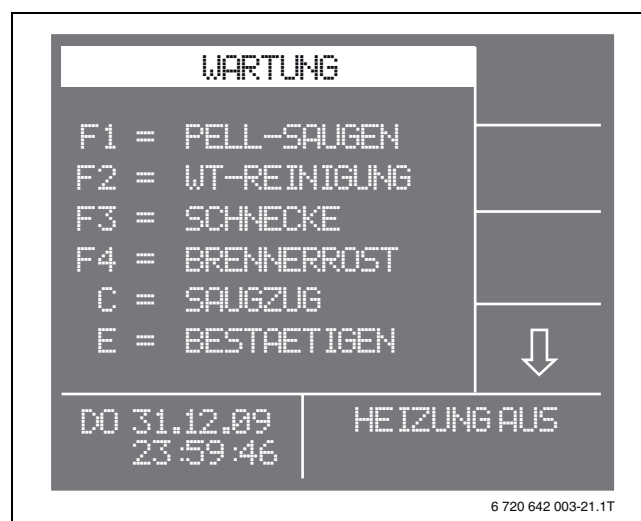 WARTUNG
F1 = PELL-SAUGEN
F2 = WT-REINIGUNG
F3 = SCHNECKE
F4 = BRENNERROST
C = SAUGZUG
E = BESTAETIGEN
DO 31.12.09
23:59:46
HEIZUNG AUS
6 720 642 003-21.1T